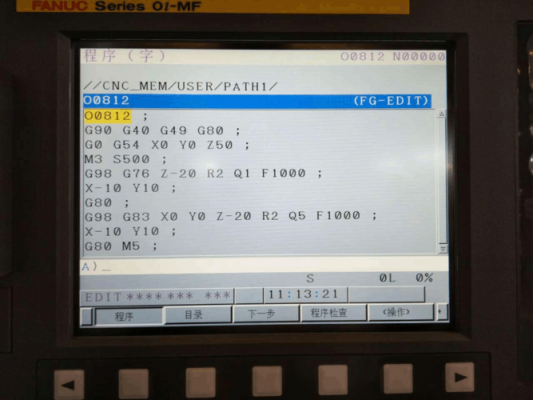 FANUC Series 0i-MF
程序(字) O0812 N00000
//CNC_MEM/USER/PATH1/
O0812 (FG-EDIT)
O0812 ;
G90 G40 G49 G80 ;
G0 G54 X0 Y0 Z50 ;
M3 S500 ;
G98 G76 Z-20 R2 Q1 F1000 ;
X-10 Y10 ;
G80 ;
G98 G83 X0 Y0 Z-20 R2 Q5 F1000 ;
X-10 Y10 ;
G80 M5 ;
A)_
S 0L 0%
EDIT **** *** *** 11:13:21
程序 目录 下一步 程序检查 (操作)